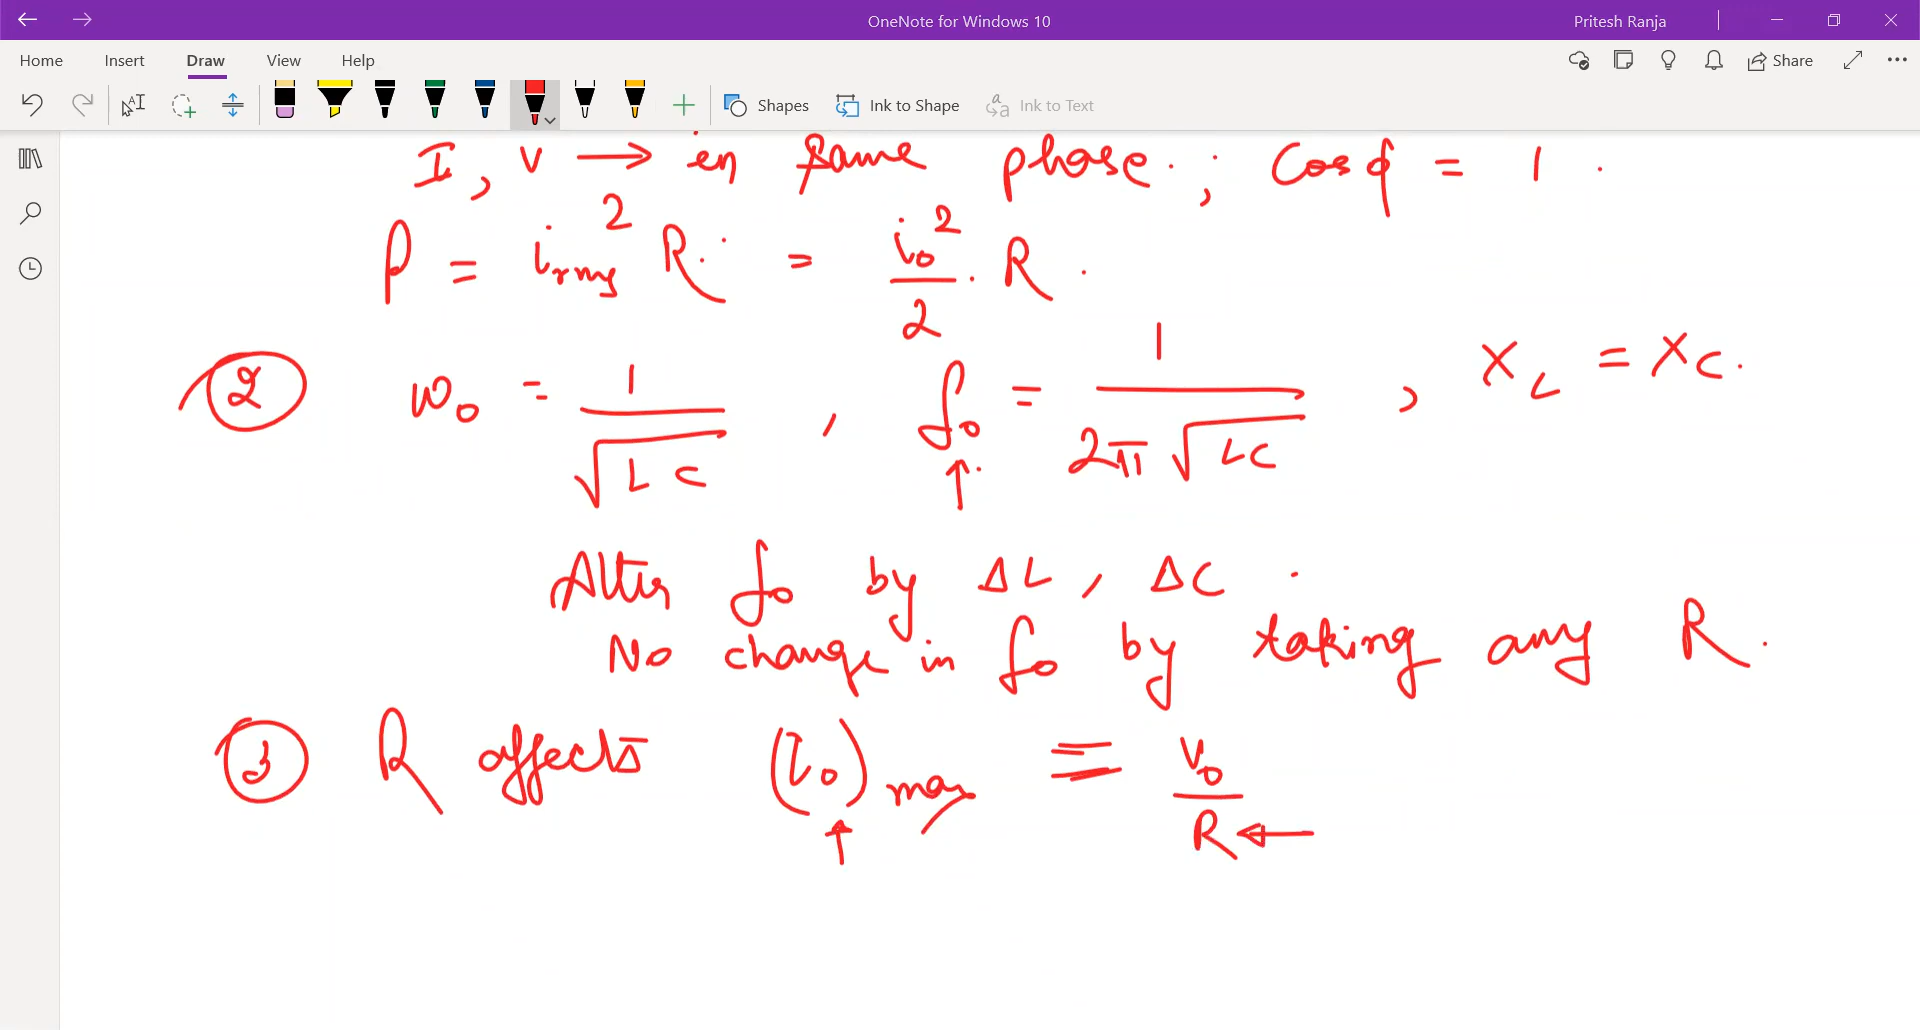 OneNote for Windows 10
Pritesh Ranja
Home Insert Draw View Help
Share
Shapes Ink to Shape Ink to Text
I, V → in same phase. ; Cos φ = 1 .
P = i_rms² R = i₀²/2 . R .
② ω₀ = 1/√LC , f₀ = 1/2π√LC , X_L = X_C .
↑
Alter f₀ by ΔL, ΔC .
No change in f₀ by taking any R .
③ R affects (i₀)max = V₀/R ←
↑